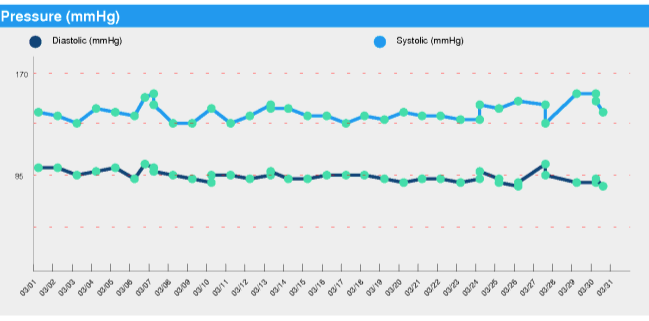 Pressure (mmHg)
Diastolic (mmHg) Systolic (mmHg)
170
95
03/01 03/02 03/03 03/04 03/05 03/06 03/07 03/08 03/09 03/10 03/11 03/12 03/13 03/14 03/15 03/16 03/17 03/18 03/19 03/20 03/21 03/22 03/23 03/24 03/25 03/26 03/26 03/28 03/29 03/30 03/31